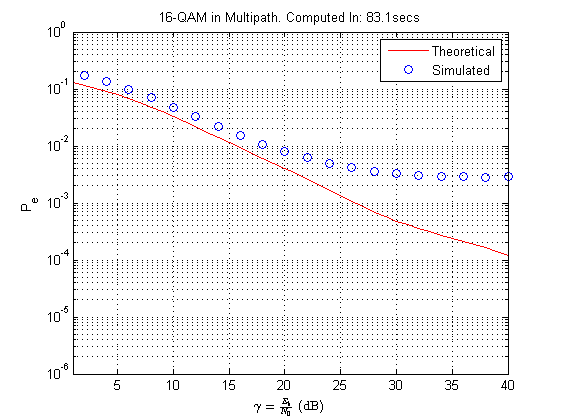 16-QAM in Multipath. Computed In: 83.1secs
10^0
10^-1
10^-2
10^-3
10^-4
10^-5
10^-6
P_e
Theoretical
Simulated
5 10 15 20 25 30 35 40
γ = E_b/N_0 (dB)